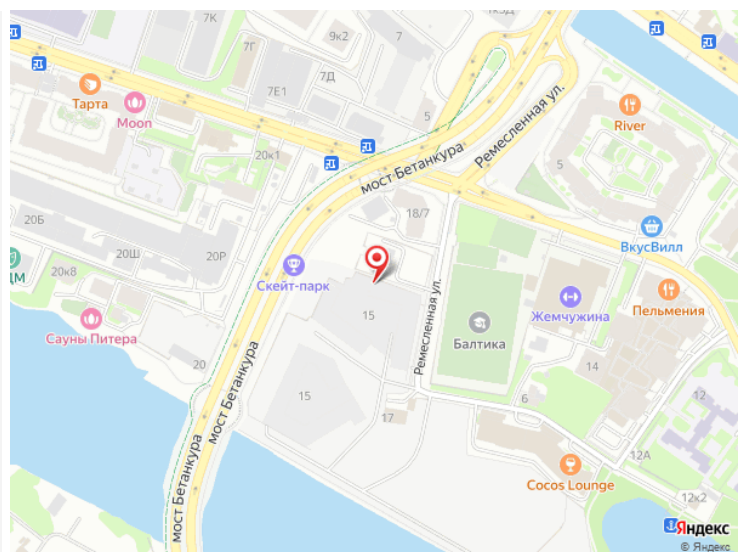 7К
9к2
7
7Г
7Д
7Е1
5
Тарта
Moon
20к1
мост Бетанкура
Ремесленная ул.
River
5
18/7
ВкусВилл
20Б
20Ш
20Р
ДМ
20к8
Скейт-парк
Ремесленная ул.
Жемчужина
Пельмения
Сауны Питера
15
Балтика
20
14
15
мост Бетанкура
6
12
17
12А
мост Бетанкура
Cocos Lounge
12к2
Яндекс
© Яндекс